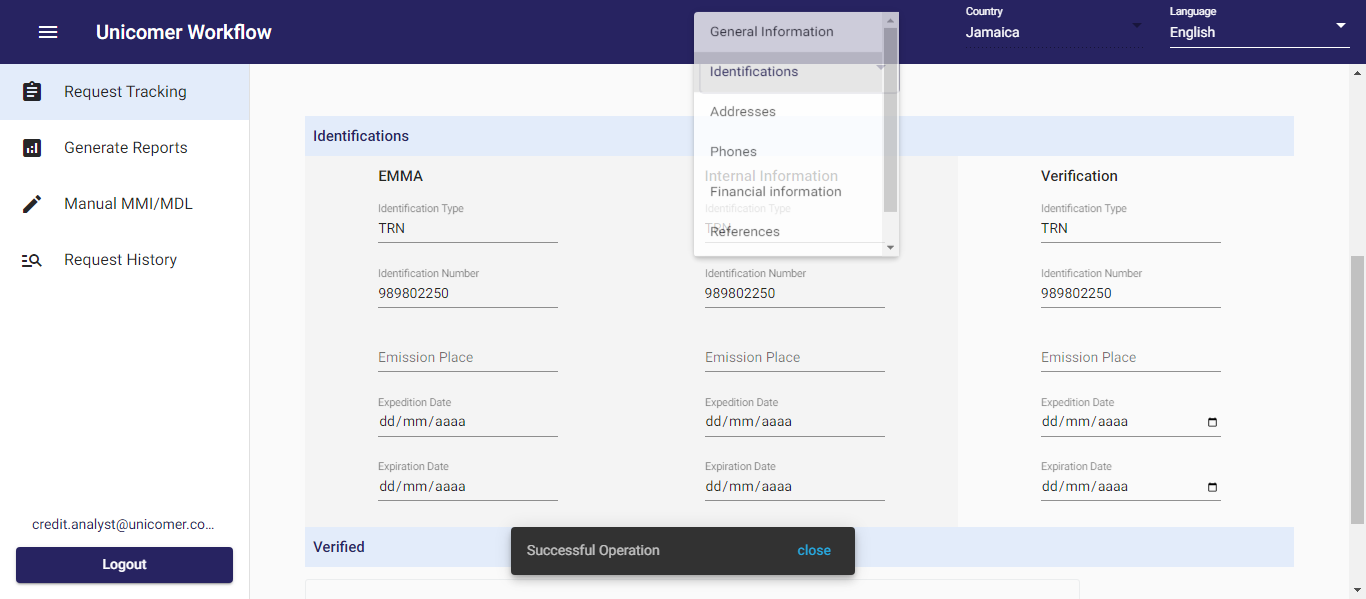 Unicomer Workflow
Country
Jamaica
Language
English
Request Tracking
Generate Reports
Manual MMI/MDL
Request History
credit.analyst@unicomer.co...
Logout
General Information
Identifications
Addresses
Phones
Financial information
References
Identifications
EMMA
Identification Type
TRN
Identification Number
989802250
Emission Place
Expedition Date
dd/mm/aaaa
Expiration Date
dd/mm/aaaa
Internal Information
Identification Type
TRN
Identification Number
989802250
Emission Place
Expedition Date
dd/mm/aaaa
Expiration Date
dd/mm/aaaa
Verification
Identification Type
TRN
Identification Number
989802250
Emission Place
Expedition Date
dd/mm/aaaa
Expiration Date
dd/mm/aaaa
Verified
Successful Operation
close